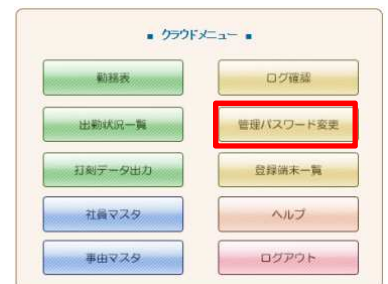 ■ クラウドメニュー ■
勤務表
ログ確認
出勤状況一覧
管理パスワード変更
打刻データ出力
登録端末一覧
社員マスタ
ヘルプ
事由マスタ
ログアウト